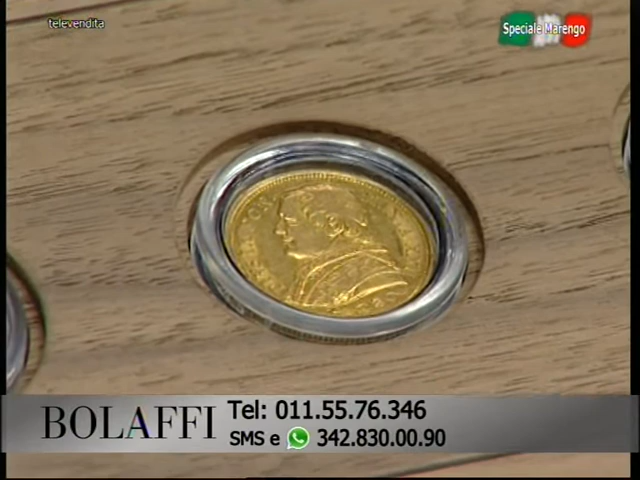 televendita
Speciale Marengo
BOLAFFI
Tel: 011.55.76.346
SMS e 342.830.00.90